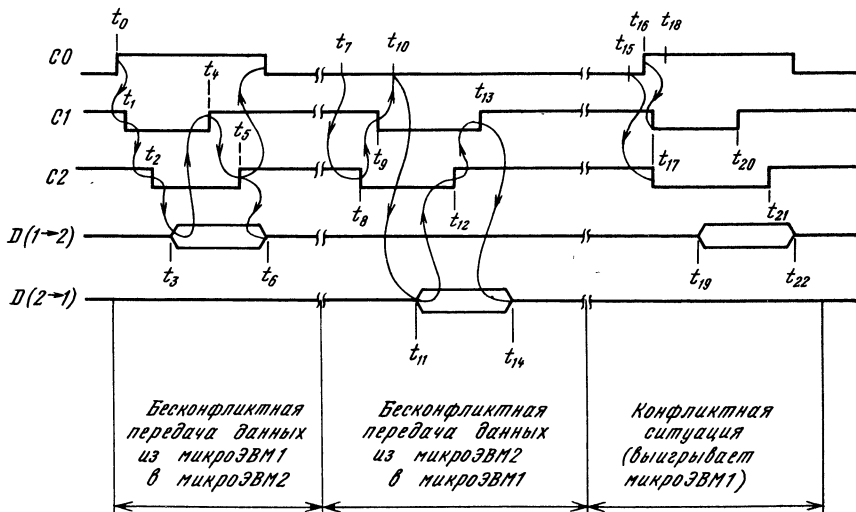 t0 t4 t7 t10 t16 t18
C0
t15
C1
t1 t13
t5
t2 t9
C2
t17 t20
t8 t12
t21
D(1→2)
t3 t6 t19 t22
D(2→1)
t11 t14
Бесконфликтная
передача данных
из микроЭВМ1
в микроЭВМ2
Бесконфликтная
передача данных
из микроЭВМ2
в микроЭВМ1
Конфликтная
ситуация
(выигрывает
микроЭВМ1)